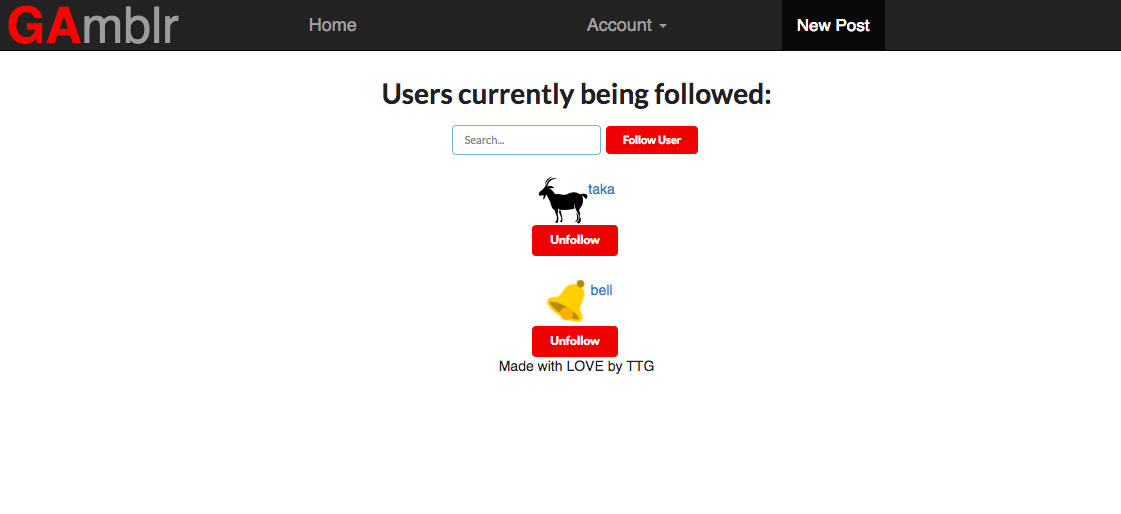 GAmblr Home Account New Post
Users currently being followed:
Search... Follow User
taka
Unfollow
bell
Unfollow
Made with LOVE by TTG